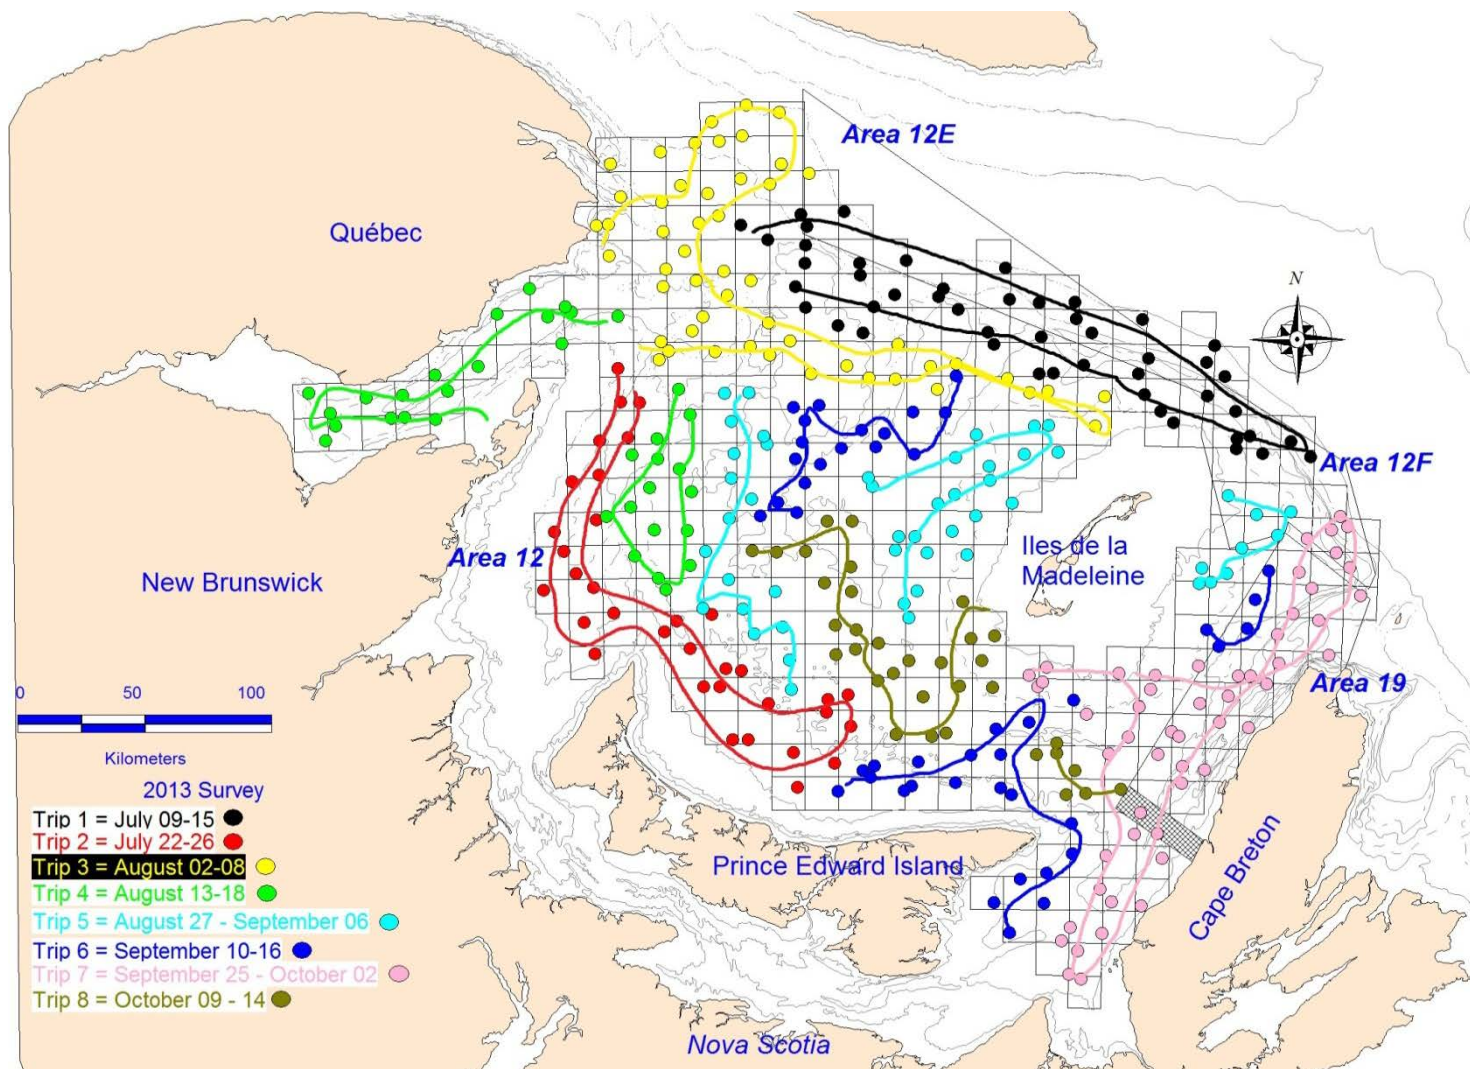 Area 12E
Québec
N
Area 12F
Area 12
Iles de la
Madeleine
New Brunswick
Area 19
0 50 100
Kilometers
2013 Survey
Trip 1 = July 09-15
Trip 2 = July 22-26
Trip 3 = August 02-08
Trip 4 = August 13-18
Trip 5 = August 27 - September 06
Trip 6 = September 10-16
Trip 7 = September 25 - October 02
Trip 8 = October 09 - 14
Prince Edward Island
Cape Breton
Nova Scotia